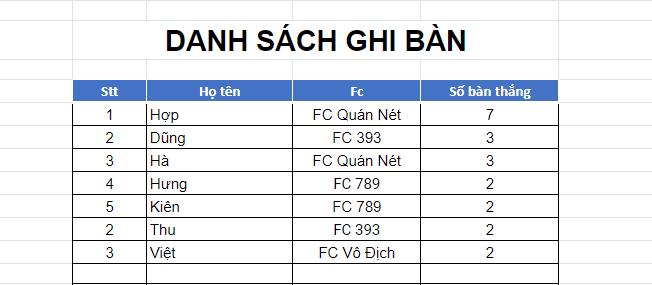 DANH SÁCH GHI BÀN
Stt Họ tên Fc Số bàn thắng
1 Hợp FC Quán Nét 7
2 Dũng FC 393 3
3 Hà FC Quán Nét 3
4 Hưng FC 789 2
5 Kiên FC 789 2
2 Thu FC 393 2
3 Việt FC Vô Địch 2